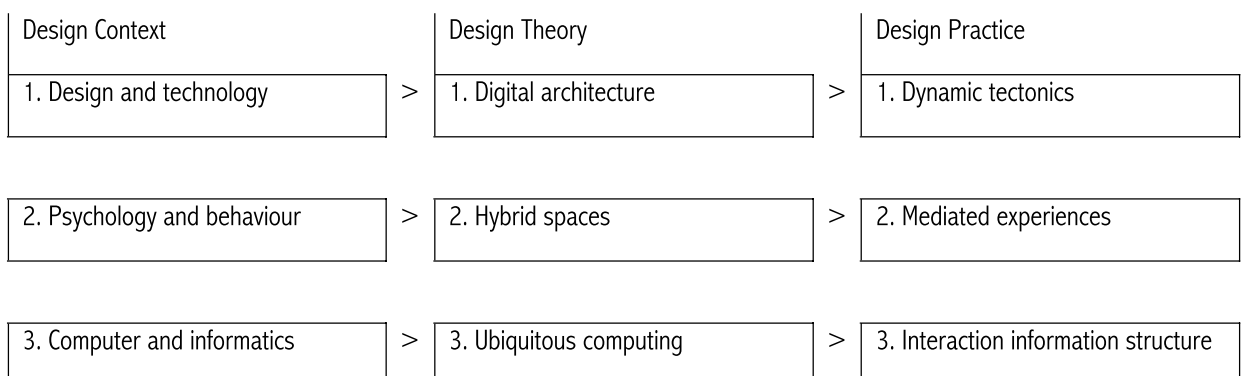 Design Context
Design Theory
Design Practice
1. Design and technology
>
1. Digital architecture
>
1. Dynamic tectonics
2. Psychology and behaviour
>
2. Hybrid spaces
>
2. Mediated experiences
3. Computer and informatics
>
3. Ubiquitous computing
>
3. Interaction information structure